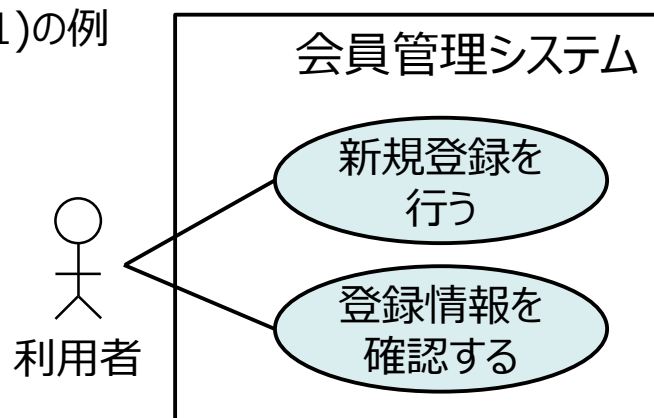 1)の例
会員管理システム
新規登録を
行う
登録情報を
確認する
利用者